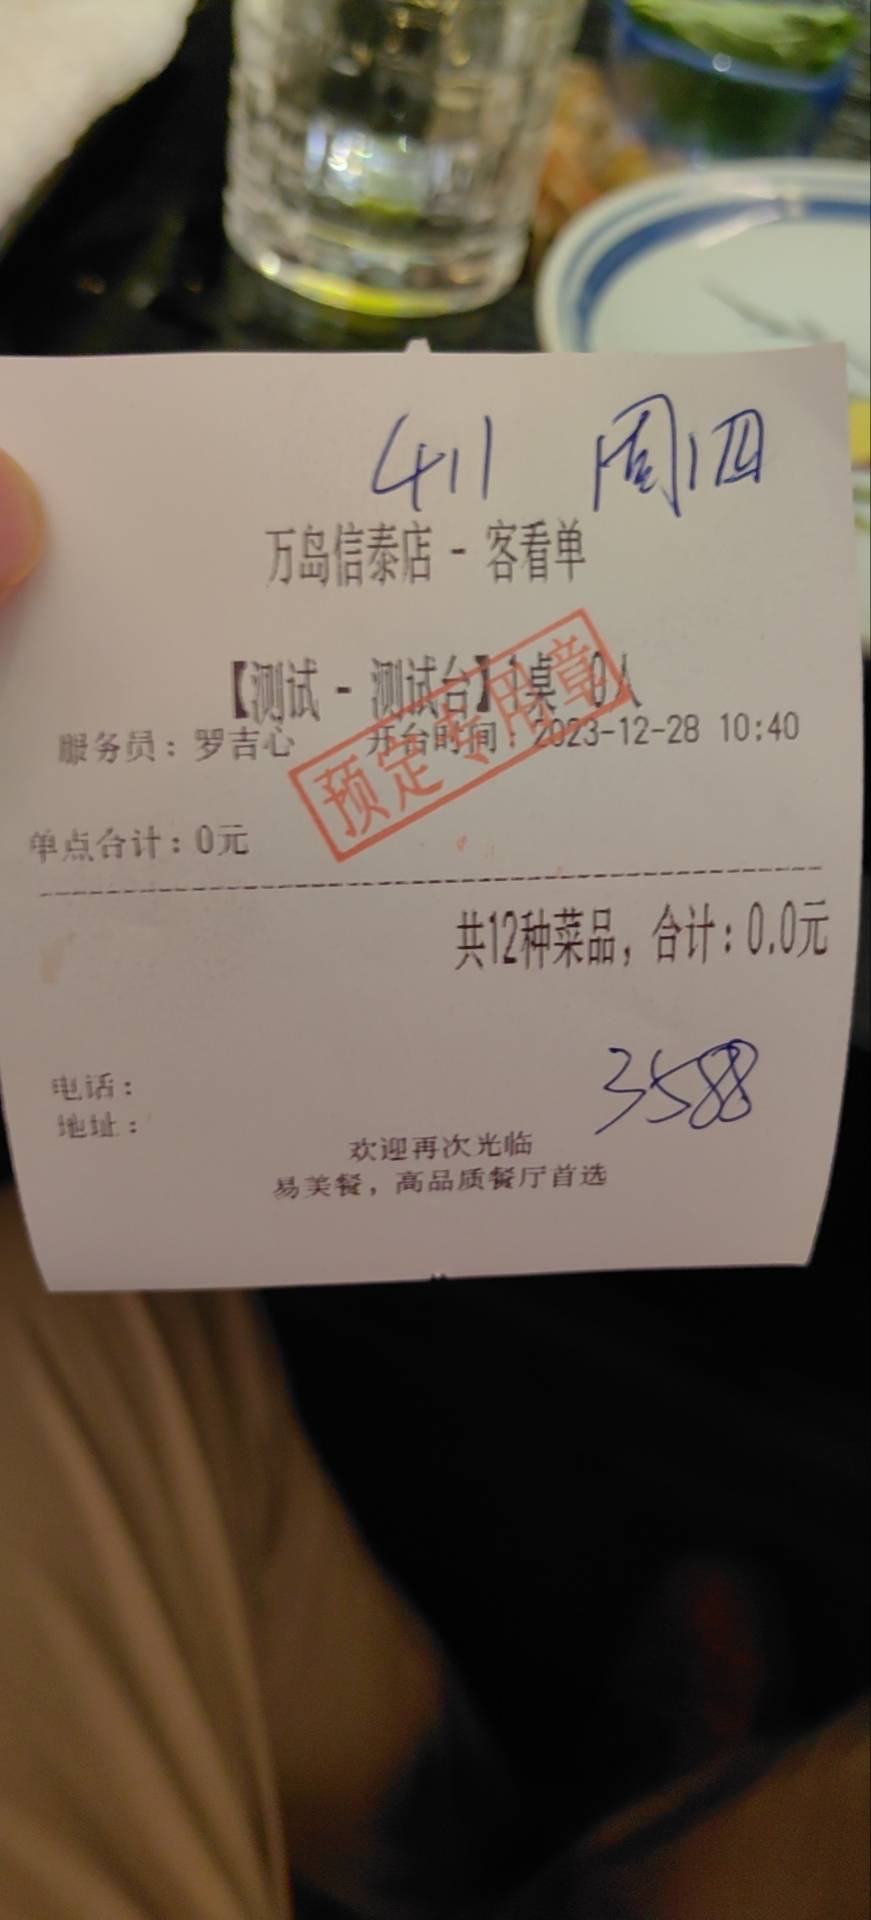 411 周四
万岛信泰店 - 客看单
【测试 - 测试台】1桌 0人
服务员：罗吉心 开台时间：2023-12-28 10:40
预定专用章
单点合计：0元
共12种菜品，合计：0.0元
3588
电话：
地址：
欢迎再次光临
易美餐，高品质餐厅首选